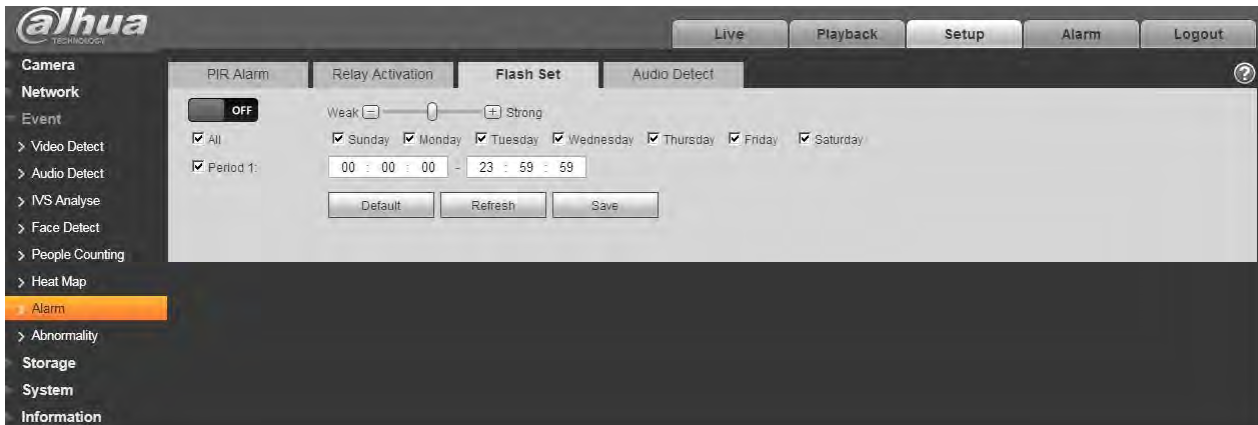 alhua
TECHNOLOGY
Live
Playback
Setup
Alarm
Logout
Camera
Network
Event
> Video Detect
> Audio Detect
> IVS Analyse
> Face Detect
> People Counting
> Heat Map
> Alarm
> Abnormality
Storage
System
Information
PIR Alarm
Relay Activation
Flash Set
Audio Detect
?
OFF
Weak - + Strong
All
Sunday Monday Tuesday Wednesday Thursday Friday Saturday
Period 1:
00 : 00 : 00 - 23 : 59 : 59
Default
Refresh
Save